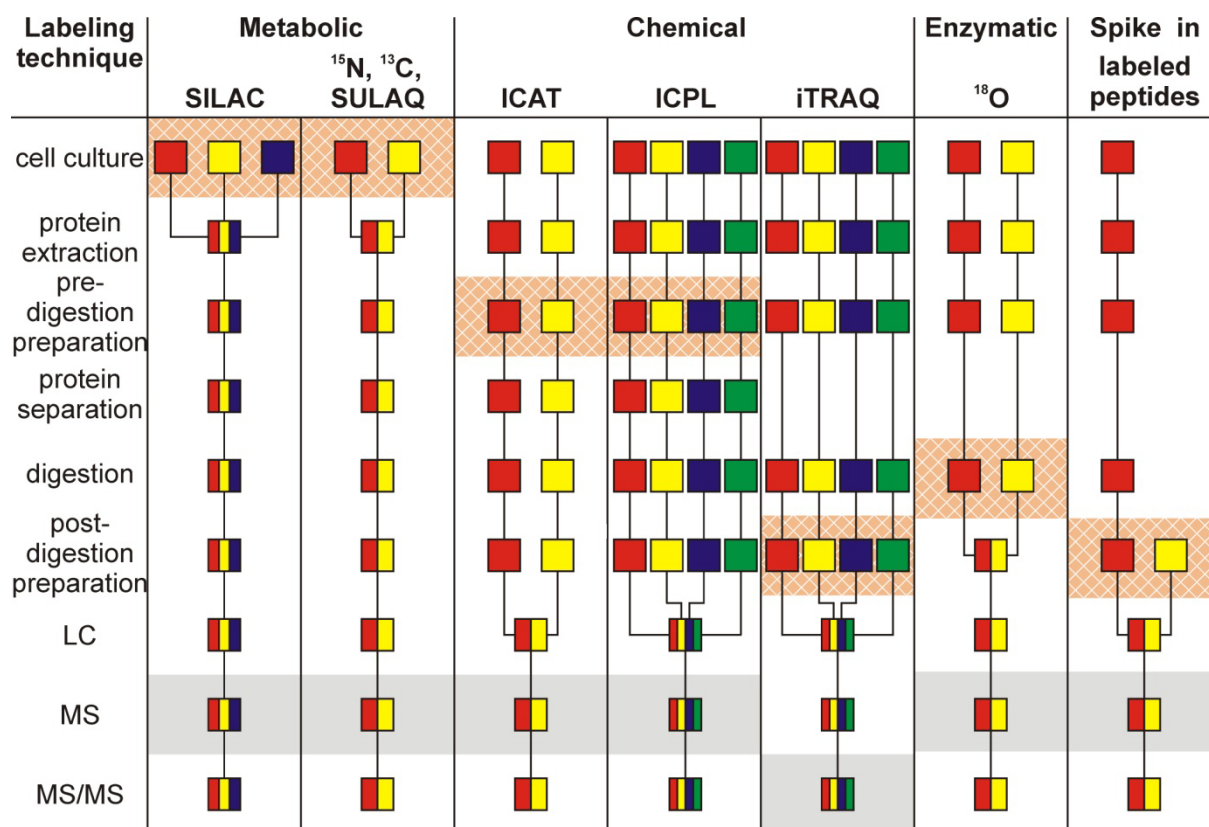 Labeling technique
Metabolic
Chemical
Enzymatic
Spike in labeled peptides
SILAC
¹⁵N, ¹³C,
SULAQ
ICAT
ICPL
iTRAQ
¹⁸O
cell culture
protein
extraction
pre-
digestion
preparation
protein
separation
digestion
post-
digestion
preparation
LC
MS
MS/MS